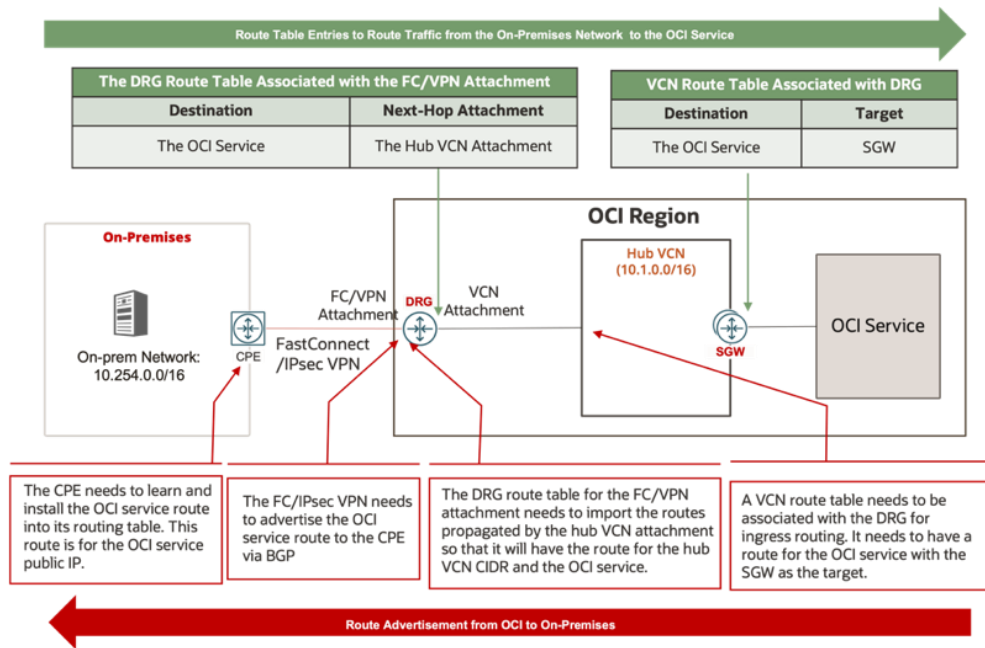 Route Table Entries to Route Traffic from the On-Premises Network to the OCI Service
The DRG Route Table Associated with the FC/VPN Attachment
Destination
Next-Hop Attachment
The OCI Service
The Hub VCN Attachment
VCN Route Table Associated with DRG
Destination
Target
The OCI Service
SGW
OCI Region
On-Premises
On-prem Network:
10.254.0.0/16
CPE
FC/VPN
Attachment
FastConnect
/IPsec VPN
DRG
VCN
Attachment
Hub VCN
(10.1.0.0/16)
SGW
OCI Service
The CPE needs to learn and
install the OCI service route
into its routing table. This
route is for the OCI service
public IP.
The FC/IPsec VPN needs
to advertise the OCI
service route to the CPE
via BGP
The DRG route table for the FC/VPN
attachment needs to import the routes
propagated by the hub VCN attachment
so that it will have the route for the hub
VCN CIDR and the OCI service.
A VCN route table needs to be
associated with the DRG for
ingress routing. It needs to have a
route for the OCI service with the
SGW as the target.
Route Advertisement from OCI to On-Premises